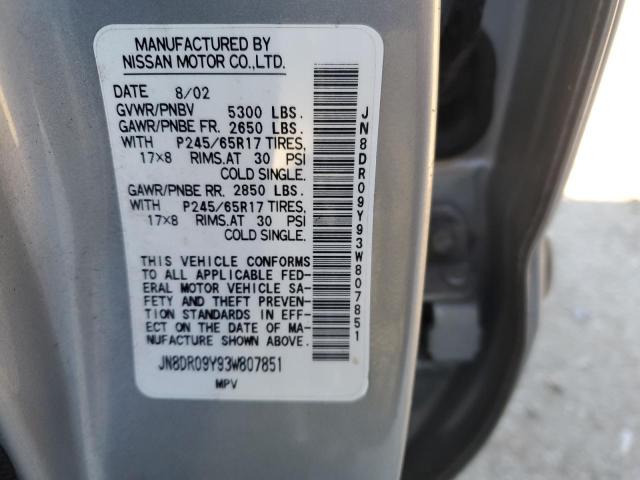 MANUFACTURED BY
NISSAN MOTOR CO.,LTD.
DATE 8/02
GVWR/PNBV 5300 LBS.
GAWR/PNBE FR. 2650 LBS.
WITH P245/65R17 TIRES,
17×8 RIMS.AT 30 PSI
COLD SINGLE.
GAWR/PNBE RR. 2850 LBS.
WITH P245/65R17 TIRES,
17×8 RIMS.AT 30 PSI
COLD SINGLE.
THIS VEHICLE CONFORMS
TO ALL APPLICABLE FED-
ERAL MOTOR VEHICLE SA-
FETY AND THEFT PREVEN-
TION STANDARDS IN EFF-
ECT ON THE DATE OF MA-
NUFACTURE SHOWN ABOVE.
JN8DR09Y93W807851
MPV
JN8DR09Y93W807851